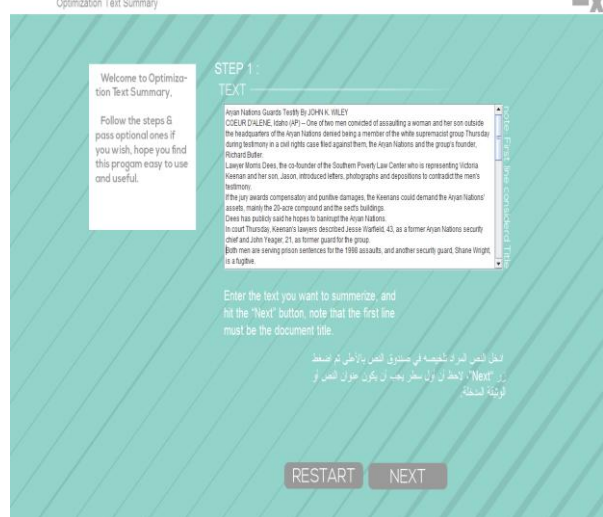 Optimization Text Summary
Welcome to Optimiza-
tion Text Summary,
Follow the steps &
pass optional ones if
you wish, hope you find
this progam easy to use
and useful.
STEP 1 :
TEXT
Aryan Nations Guards Testify By JOHN K. WILEY
COEUR D'ALENE, Idaho (AP) – One of two men convicted of assaulting a woman and her son outside
the headquarters of the Aryan Nations denied being a member of the white supremacist group Thursday
during testimony in a civil rights case filed against them, the Aryan Nations and the group's founder,
Richard Butler.
Lawyer Morris Dees, the co-founder of the Southern Poverty Law Center who is representing Victoria
Keenan and her son, Jason, introduced letters, photographs and depositions to contradict the men's
testimony.
If the jury awards compensatory and punitive damages, the Keenans could demand the Aryan Nations'
assets, mainly the 20-acre compound and the sect's buildings.
Dees has publicly said he hopes to bankrupt the Aryan Nations.
In court Thursday, Keenan's lawyers described Jesse Warfield, 43, as a former Aryan Nations security
chief and John Yeager, 21, as former guard for the group.
Both men are serving prison sentences for the 1998 assaults, and another security guard, Shane Wright,
is a fugitive.
note: First line considerd Title
Enter the text you want to summerize, and
hit the "Next" button, note that the first line
must be the document title.
ادخل النص المراد تلخيصه في صندوق النص بالأعلى ثم اضغط
زر "Next"، لاحظ أن أول سطر يجب أن يكون عنوان النص أو
الوثيقة المدخلة.
RESTART
NEXT